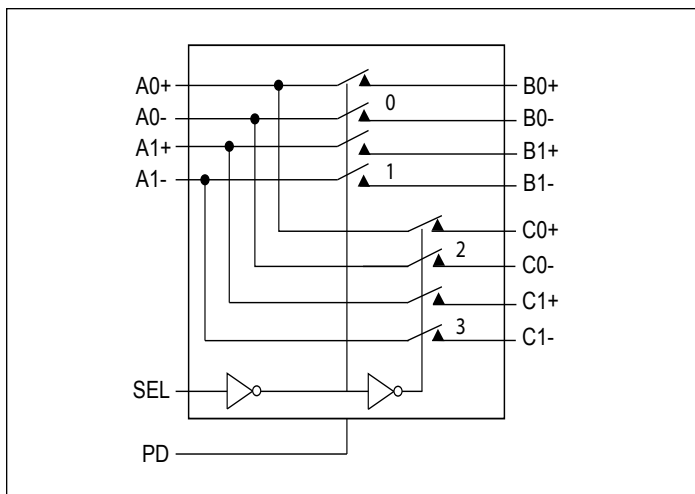 A0+ B0+
0
A0- B0-
A1+ B1+
1
A1- B1-
C0+
2
C0-
C1+
3
C1-
SEL
PD